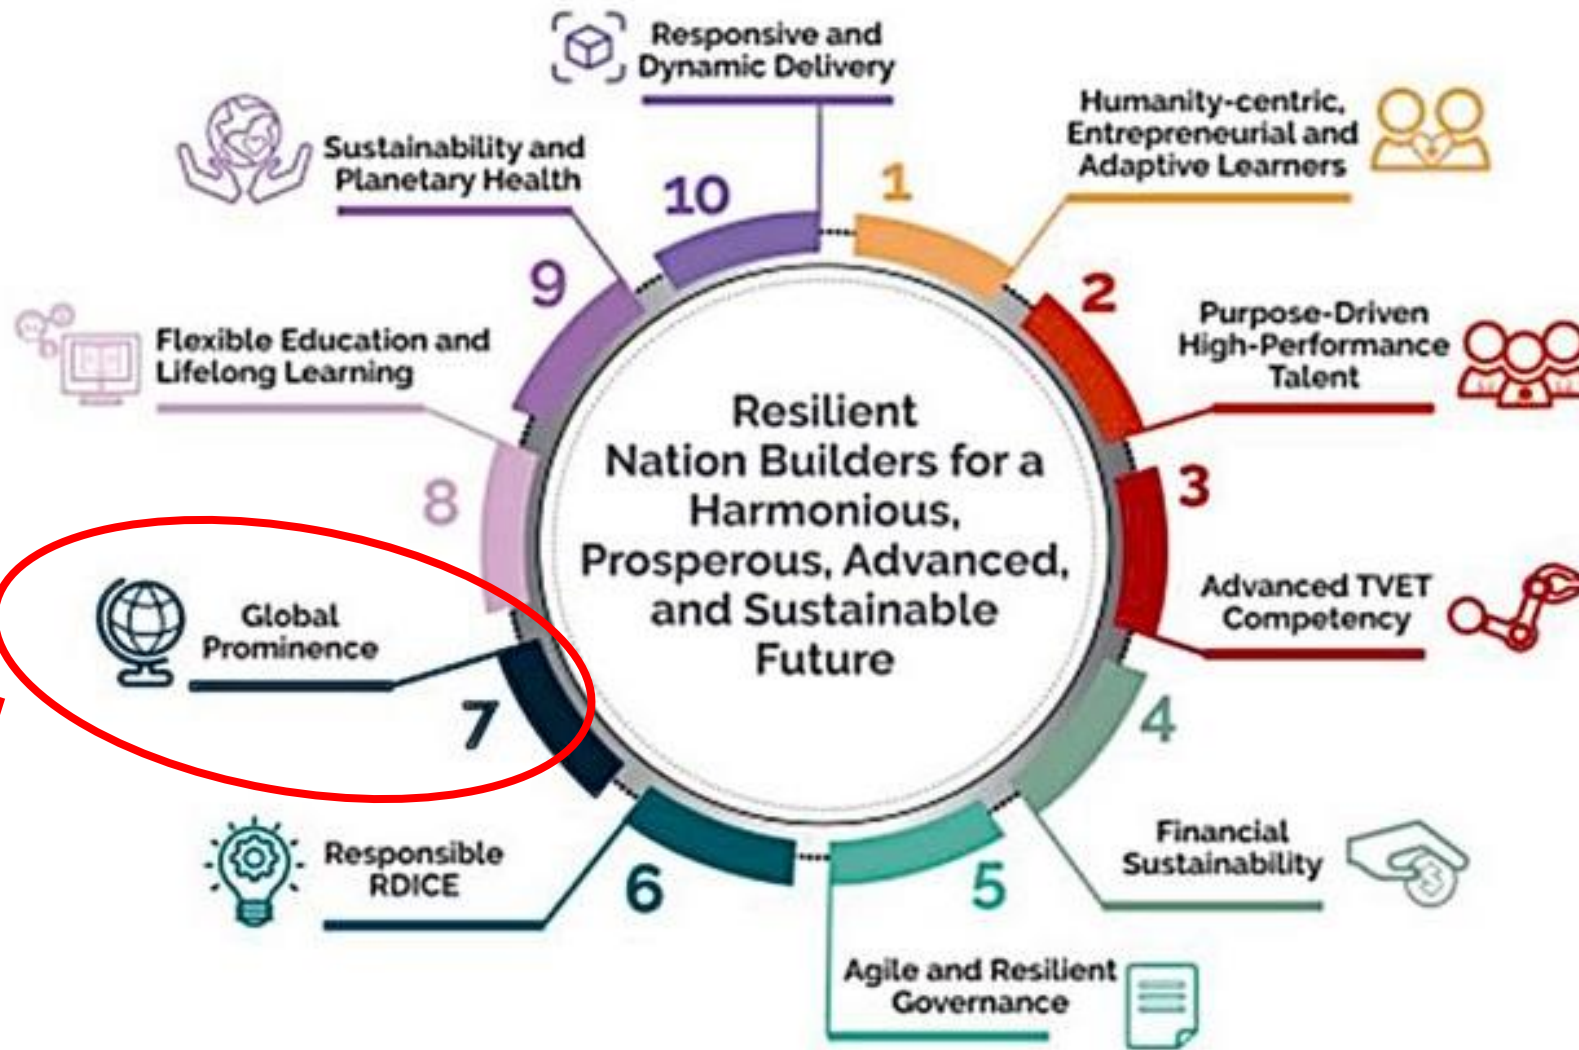 Responsive and
Dynamic Delivery
10
Humanity-centric,
Entrepreneurial and
Adaptive Learners
1
Purpose-Driven
High-Performance
Talent
2
Advanced TVET
Competency
3
Financial
Sustainability
4
Agile and Resilient
Governance
5
Responsible
RDICE
6
Global
Prominence
7
Flexible Education and
Lifelong Learning
8
Sustainability and
Planetary Health
9
Resilient
Nation Builders for a
Harmonious,
Prosperous, Advanced,
and Sustainable
Future